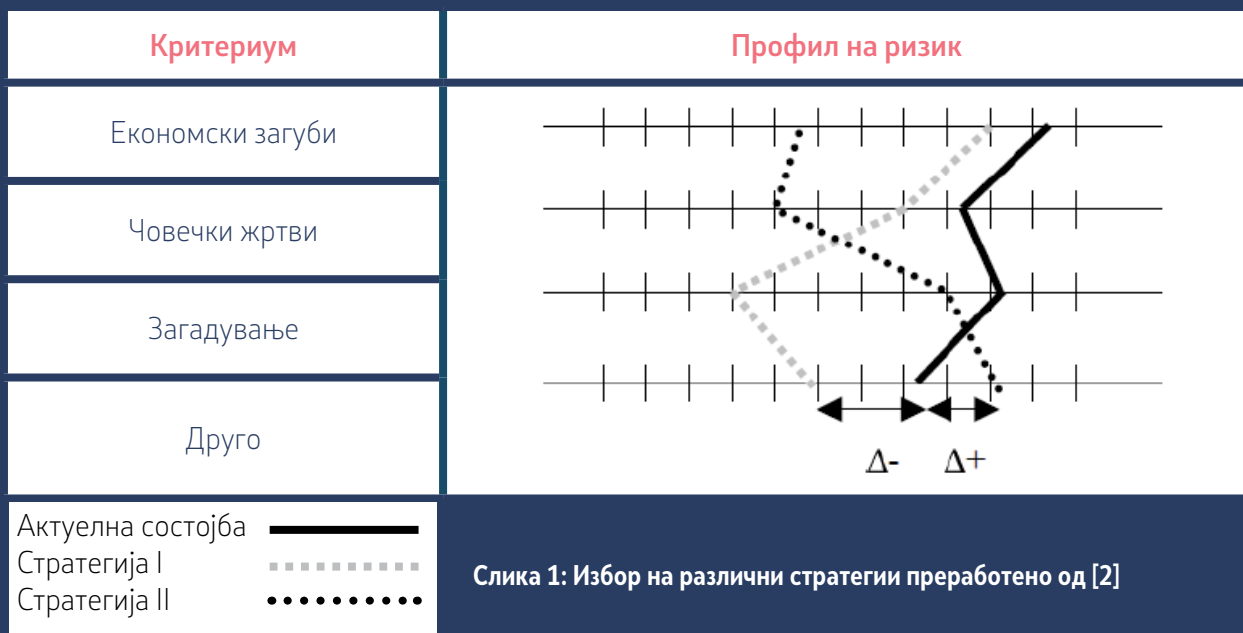 Критериум
Профил на ризик
Економски загуби
Човечки жртви
Загадување
Друго
Δ- Δ+
Актуелна состојба
Стратегија I
Стратегија II
Слика 1: Избор на различни стратегии преработено од [2]